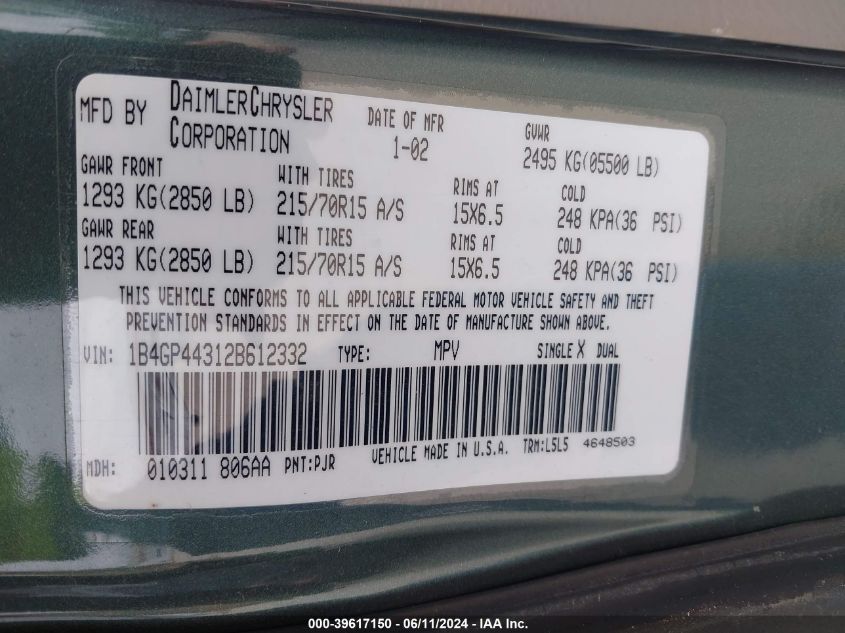 MFD BY DAIMLERCHRYSLER CORPORATION DATE OF MFR 1-02 GVWR 2495 KG(05500 LB)
GAWR FRONT WITH TIRES RIMS AT COLD
1293 KG(2850 LB) 215/70R15 A/S 15X6.5 248 KPA(36 PSI)
GAWR REAR WITH TIRES RIMS AT COLD
1293 KG(2850 LB) 215/70R15 A/S 15X6.5 248 KPA(36 PSI)
THIS VEHICLE CONFORMS TO ALL APPLICABLE FEDERAL MOTOR VEHICLE SAFETY AND THEFT
PREVENTION STANDARDS IN EFFECT ON THE DATE OF MANUFACTURE SHOWN ABOVE.
VIN: 1B4GP44312B612332 TYPE: MPV SINGLE X DUAL
MDH: 010311 806AA PNT:PJR VEHICLE MADE IN U.S.A. TRM:L5L5 4648503
000-39617150 - 06/11/2024 - IAA Inc.